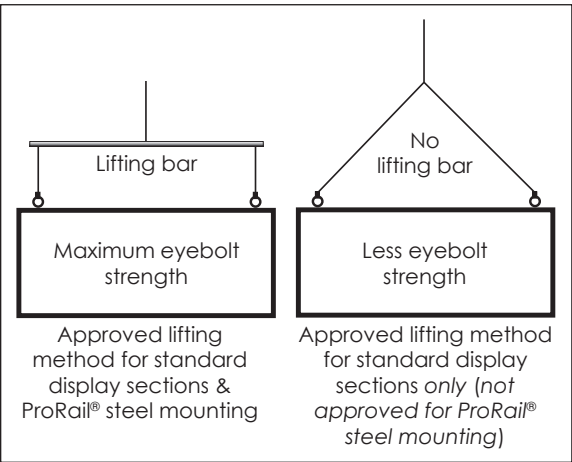 Lifting bar
Maximum eyebolt
strength
Approved lifting
method for standard
display sections &
ProRail® steel mounting
No
lifting bar
Less eyebolt
strength
Approved lifting method
for standard display
sections only (not
approved for ProRail®
steel mounting)